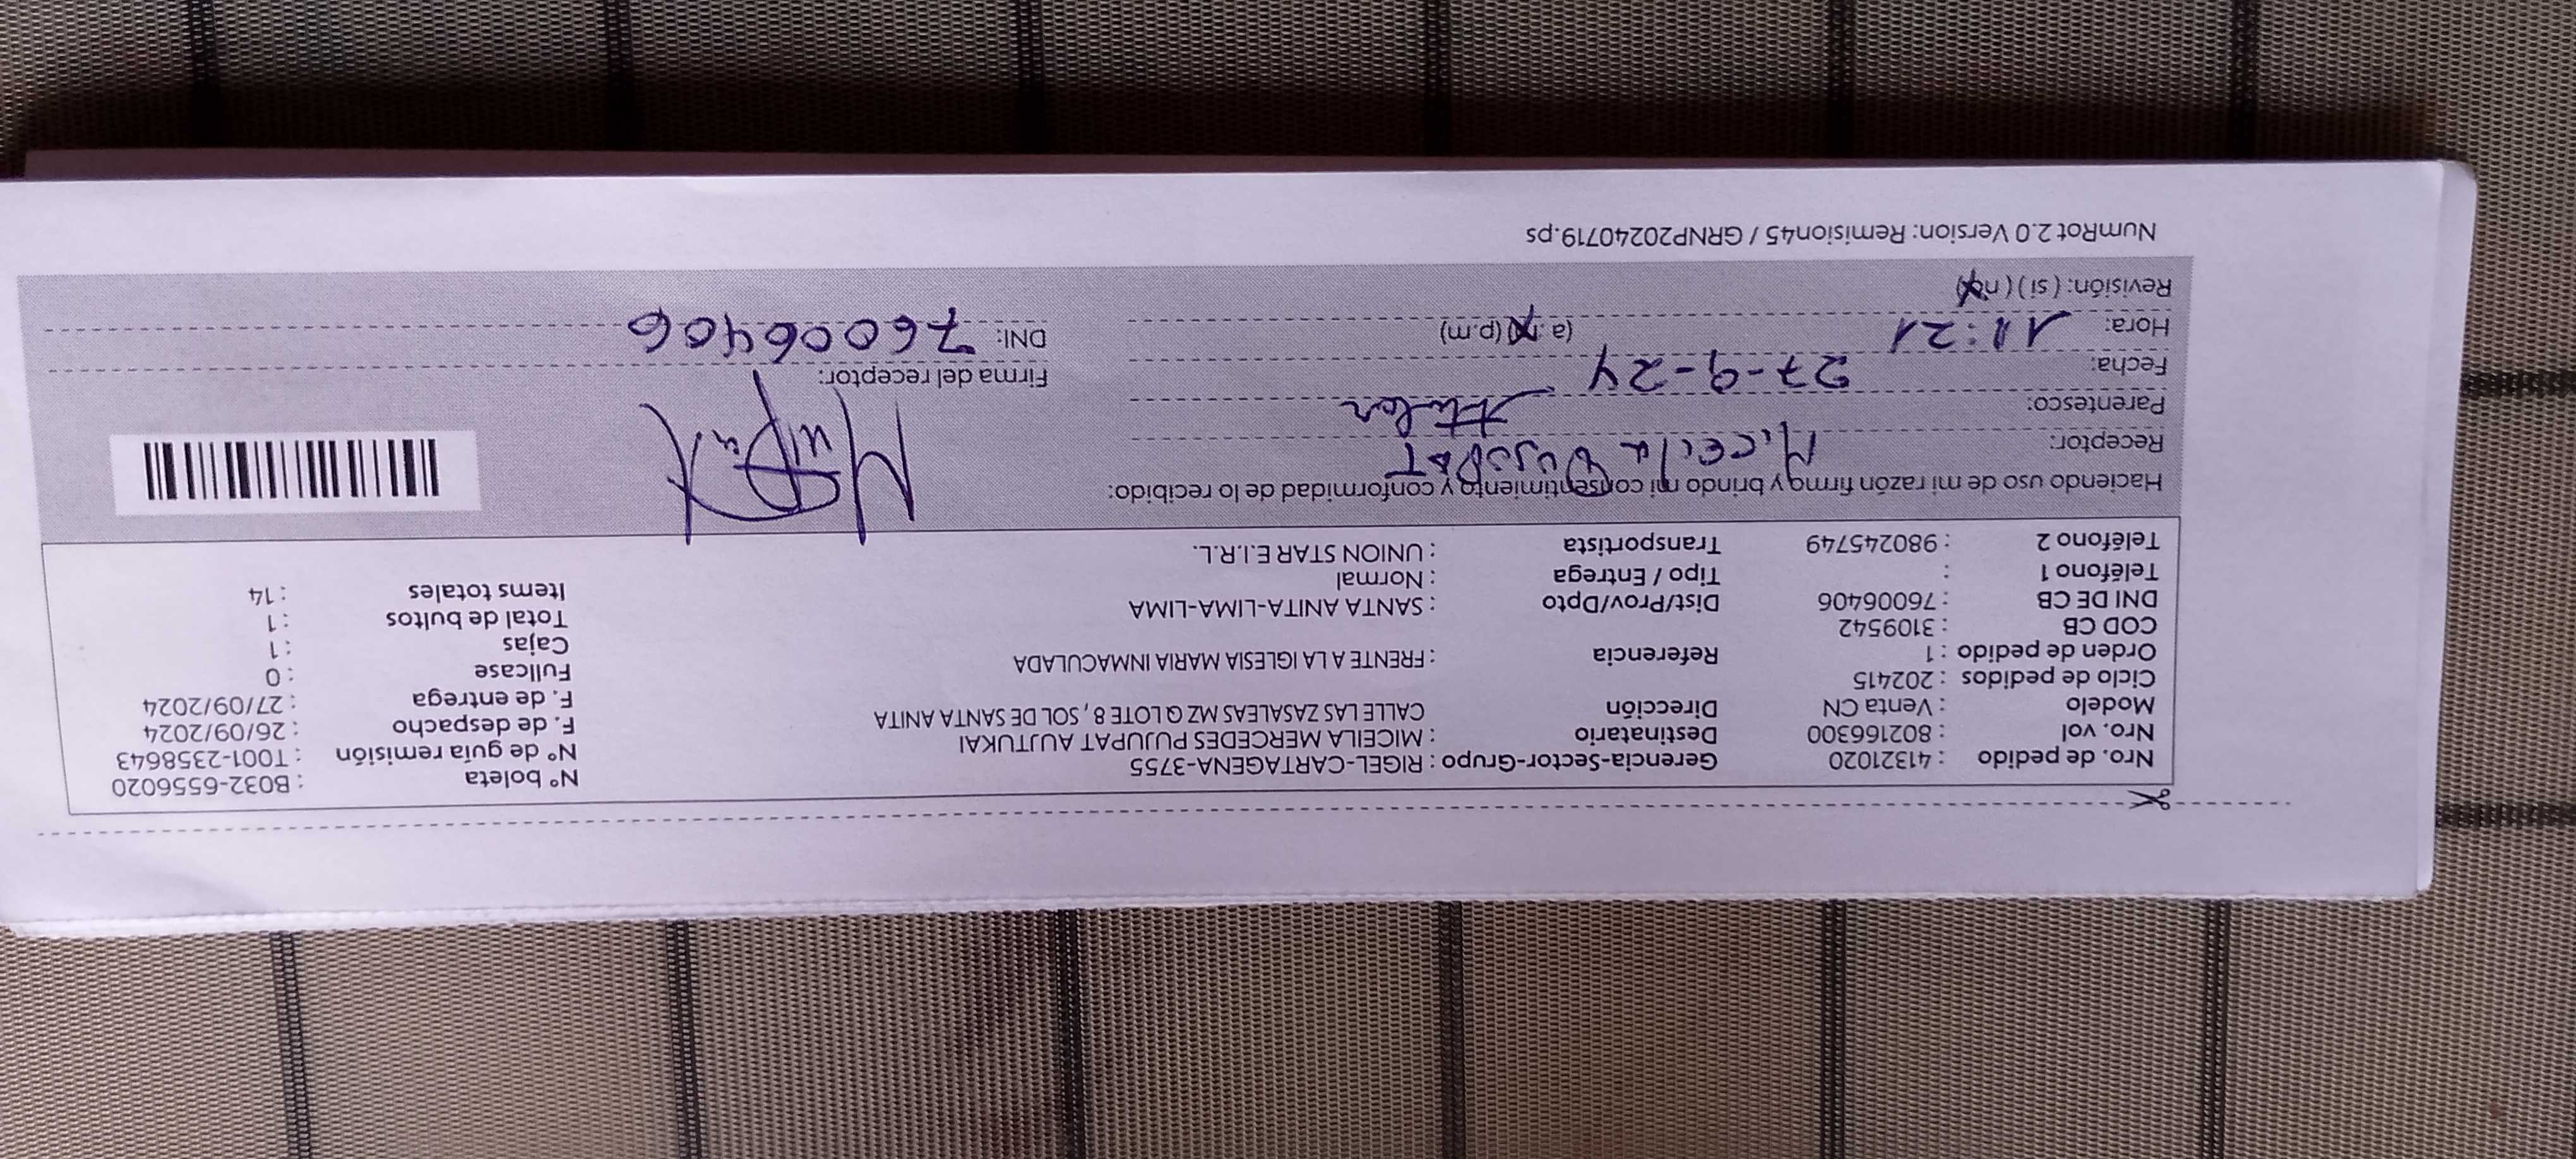 Nro. de pedido : 41321020 Gerencia-Sector-Grupo : RIGEL-CARTAGENA-3755 N° boleta : B032-6556020
Nro. vol : 802166300 Destinatario : MICEILA MERCEDES PUJUPAT AUJTUKAI N° de guía remisión : T001-2358643
Modelo : Venta CN Dirección CALLE LAS ZASALEAS MZ Q LOTE 8 , SOL DE SANTA ANITA F. de despacho : 26/09/2024
Ciclo de pedidos : 202415 F. de entrega : 27/09/2024
Orden de pedido : 1 Referencia : FRENTE A LA IGLESIA MARIA INMACULADA Fullcase : 0
COD CB : 3109542 Cajas : 1
DNI DE CB : 76006406 Dist/Prov/Dpto : SANTA ANITA-LIMA-LIMA Total de bultos : 1
Teléfono 1 : Tipo / Entrega : Normal Items totales : 14
Teléfono 2 : 980245749 Transportista : UNION STAR E.I.R.L.
Haciendo uso de mi razón firmo y brindo mi consentimiento y conformidad de lo recibido:
Receptor: Miceila PujuPAT
Parentesco: titular
Fecha: 27-9-24 Firma del receptor:
Hora: 11:21 (a.m) (p.m) DNI: 76006406
Revisión: (si) (no)
NumRot 2.0 Version: Remision45 / GRNP20240719.ps